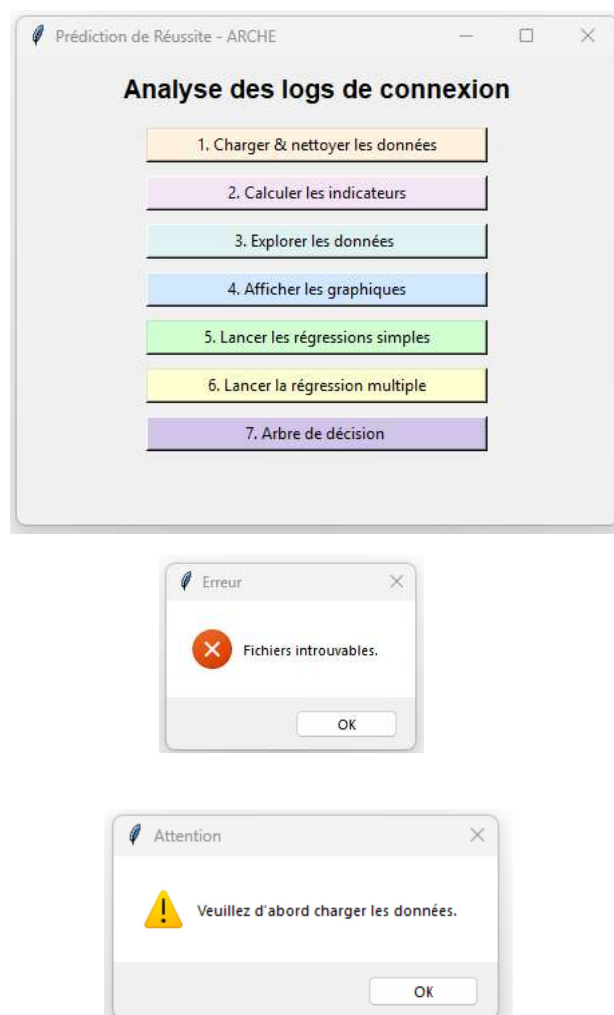 Prédiction de Réussite - ARCHE
Analyse des logs de connexion
1. Charger & nettoyer les données
2. Calculer les indicateurs
3. Explorer les données
4. Afficher les graphiques
5. Lancer les régressions simples
6. Lancer la régression multiple
7. Arbre de décision
Erreur
Fichiers introuvables.
OK
Attention
Veuillez d'abord charger les données.
OK